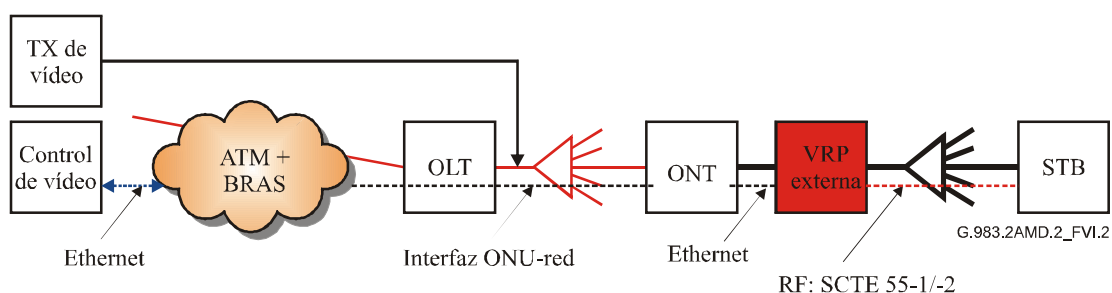 TX de
vídeo
Control
de vídeo
ATM +
BRAS
OLT
ONT
VRP
externa
STB
G.983.2AMD.2_FVI.2
Ethernet
Interfaz ONU-red
Ethernet
RF: SCTE 55-1/-2